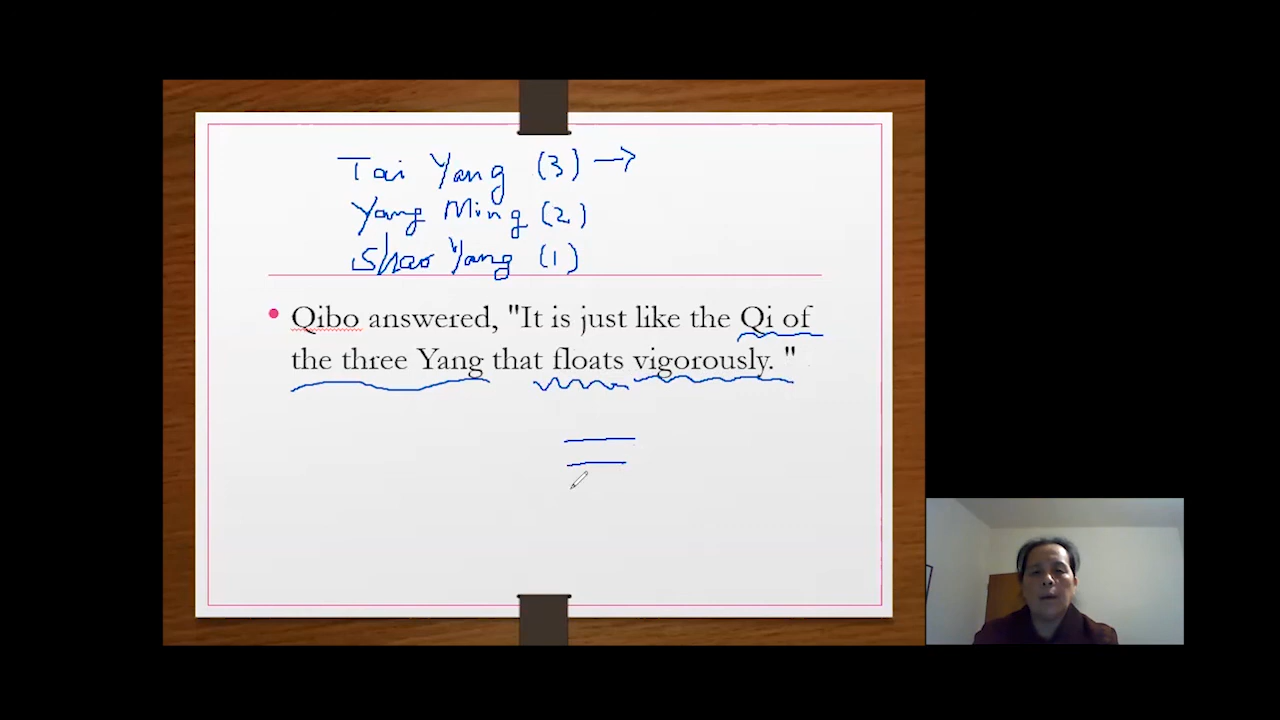 Tai Yang (3) →
Yang Ming (2)
Shao Yang (1)
• Qibo answered, "It is just like the Qi of
the three Yang that floats vigorously. "